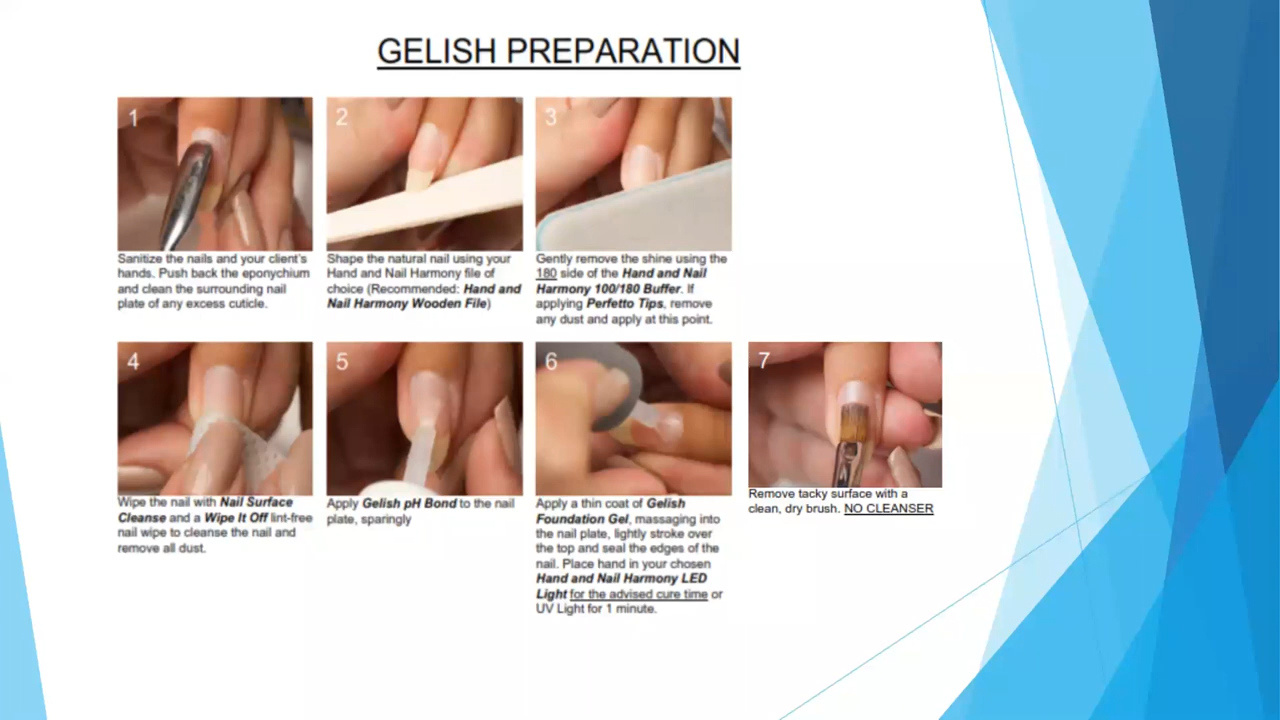 GELISH PREPARATION
1
2
3
Sanitize the nails and your client's
hands. Push back the eponychium
and clean the surrounding nail
plate of any excess cuticle.
Shape the natural nail using your
Hand and Nail Harmony file of
choice (Recommended: Hand and
Nail Harmony Wooden File)
Gently remove the shine using the
180 side of the Hand and Nail
Harmony 100/180 Buffer. If
applying Perfetto Tips, remove
any dust and apply at this point.
4
5
6
7
Wipe the nail with Nail Surface
Cleanse and a Wipe It Off lint-free
nail wipe to cleanse the nail and
remove all dust.
Apply Gelish pH Bond to the nail
plate, sparingly
Apply a thin coat of Gelish
Foundation Gel, massaging into
the nail plate, lightly stroke over
the top and seal the edges of the
nail. Place hand in your chosen
Hand and Nail Harmony LED
Light for the advised cure time or
UV Light for 1 minute.
Remove tacky surface with a
clean, dry brush. NO CLEANSER